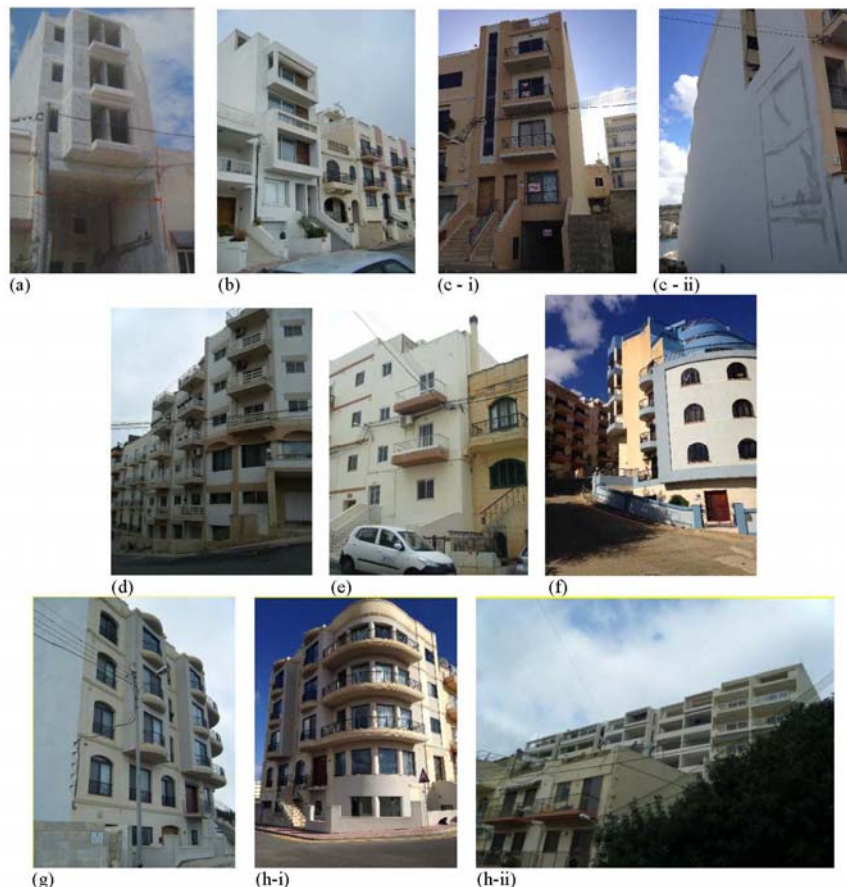 (a)
(b)
(c - i)
(c - ii)
(d)
(e)
(f)
(g)
(h-i)
(h-ii)